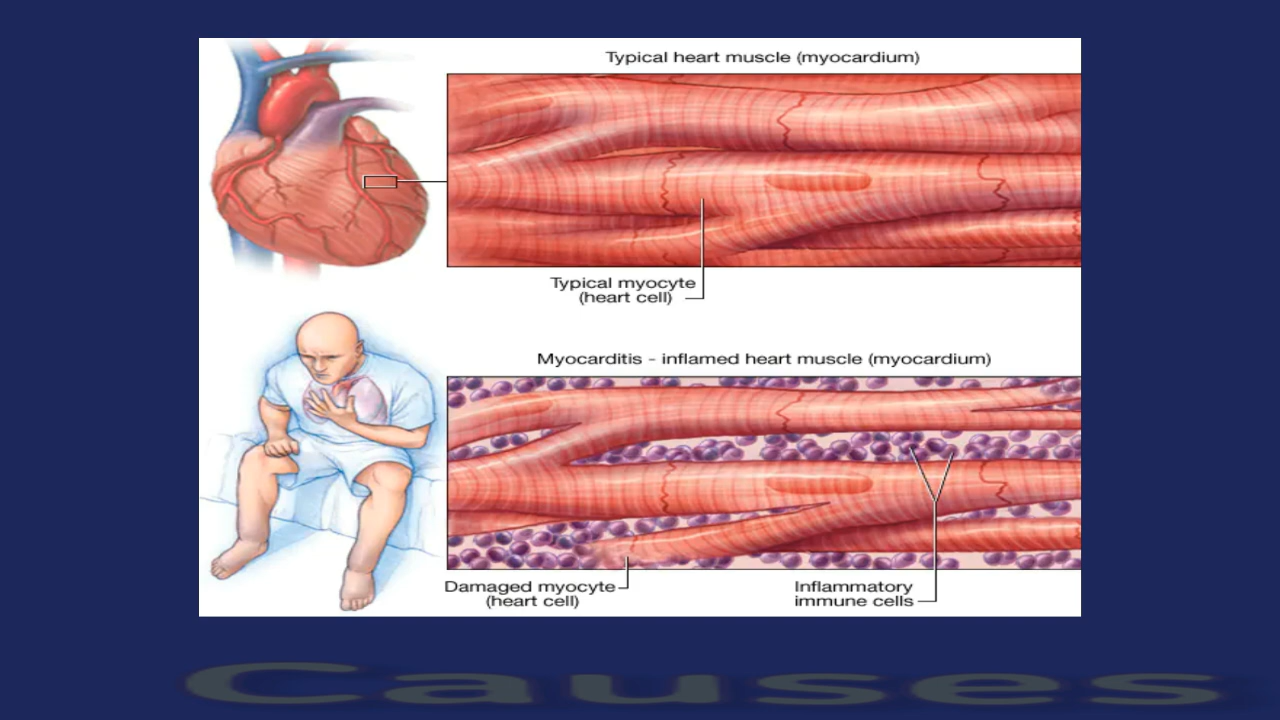 Typical heart muscle (myocardium)
Typical myocyte
(heart cell)
Myocarditis - inflamed heart muscle (myocardium)
Damaged myocyte
(heart cell)
Inflammatory
immune cells
Causes